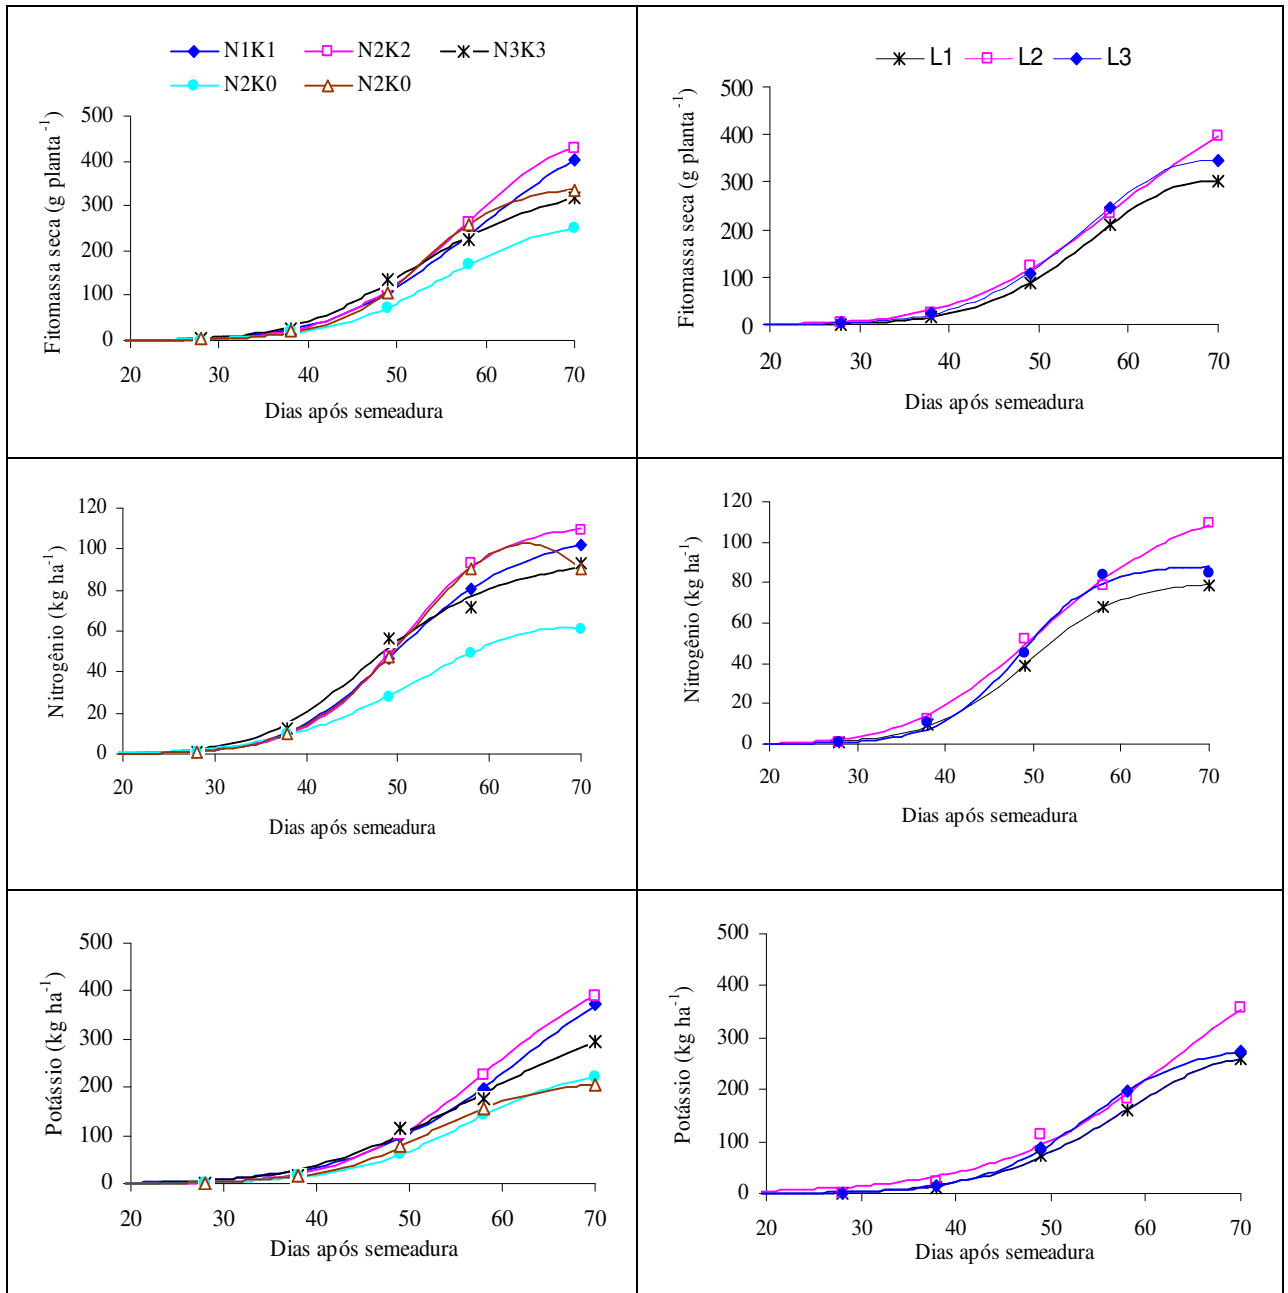 N1K1 N2K2 N3K3
N2K0 N2K0
Fitomassa seca (g planta⁻¹)
500
400
300
200
100
0
20 30 40 50 60 70
Dias após semeadura
L1 L2 L3
Fitomassa seca (g planta⁻¹)
500
400
300
200
100
0
20 30 40 50 60 70
Dias após semeadura
Nitrogênio (kg ha⁻¹)
120
100
80
60
40
20
0
20 30 40 50 60 70
Dias após semeadura
Nitrogênio (kg ha⁻¹)
120
100
80
60
40
20
0
20 30 40 50 60 70
Dias após semeadura
Potássio (kg ha⁻¹)
500
400
300
200
100
0
20 30 40 50 60 70
Dias após semeadura
Potássio (kg ha⁻¹)
500
400
300
200
100
0
20 30 40 50 60 70
Dias após semeadura